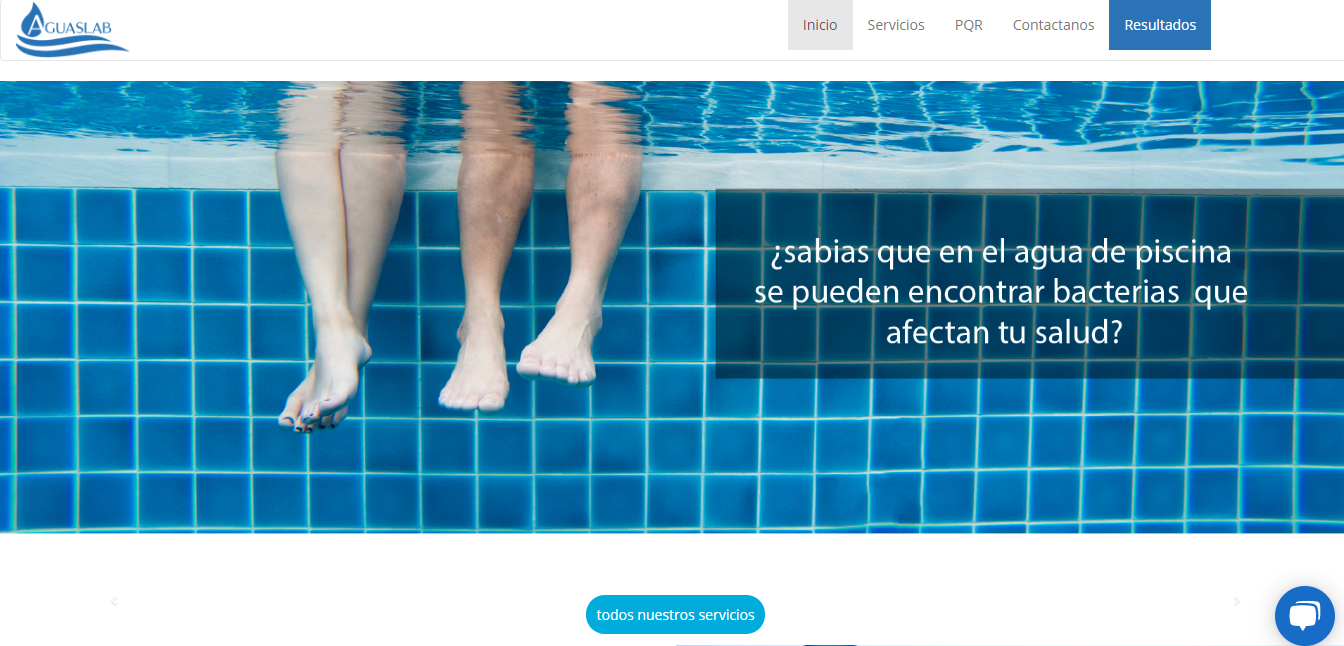 AGUASLAB
Inicio
Servicios
PQR
Contactanos
Resultados
¿sabias que en el agua de piscina
se pueden encontrar bacterias que
afectan tu salud?
todos nuestros servicios